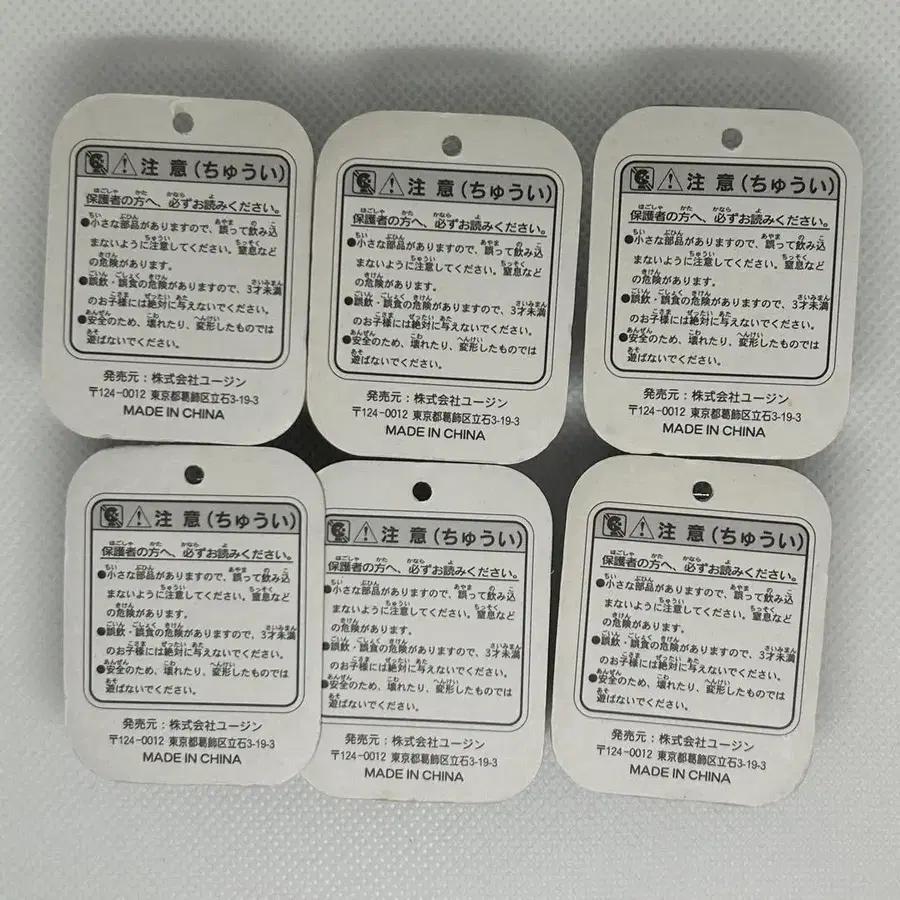 注意(ちゅうい)
保護者の方へ、必ずお読みください。
●小さな部品がありますので、誤って飲み込
まないように注意してください。窒息など
の危険があります。
●誤飲・誤食の危険がありますので、3才未満
のお子様には絶対に与えないでください。
●安全のため、壊れたり、変形したものでは
遊ばないでください。
発売元：株式会社ユージン
〒124-0012 東京都葛飾区立石3-19-3
MADE IN CHINA
注意(ちゅうい)
保護者の方へ、必ずお読みください。
●小さな部品がありますので、誤って飲み込
まないように注意してください。窒息など
の危険があります。
●誤飲・誤食の危険がありますので、3才未満
のお子様には絶対に与えないでください。
●安全のため、壊れたり、変形したものでは
遊ばないでください。
発売元：株式会社ユージン
〒124-0012 東京都葛飾区立石3-19-3
MADE IN CHINA
注意(ちゅうい)
保護者の方へ、必ずお読みください。
●小さな部品がありますので、誤って飲み込
まないように注意してください。窒息など
の危険があります。
●誤飲・誤食の危険がありますので、3才未満
のお子様には絶対に与えないでください。
●安全のため、壊れたり、変形したものでは
遊ばないでください。
発売元：株式会社ユージン
〒124-0012 東京都葛飾区立石3-19-3
MADE IN CHINA
注意(ちゅうい)
保護者の方へ、必ずお読みください。
●小さな部品がありますので、誤って飲み込
まないように注意してください。窒息など
の危険があります。
●誤飲・誤食の危険がありますので、3才未満
のお子様には絶対に与えないでください。
●安全のため、壊れたり、変形したものでは
遊ばないでください。
発売元：株式会社ユージン
〒124-0012 東京都葛飾区立石3-19-3
MADE IN CHINA
注意(ちゅうい)
保護者の方へ、必ずお読みください。
●小さな部品がありますので、誤って飲み込
まないように注意してください。窒息など
の危険があります。
●誤飲・誤食の危険がありますので、3才未満
のお子様には絶対に与えないでください。
●安全のため、壊れたり、変形したものでは
遊ばないでください。
発売元：株式会社ユージン
〒124-0012 東京都葛飾区立石3-19-3
MADE IN CHINA
注意(ちゅうい)
保護者の方へ、必ずお読みください。
●小さな部品がありますので、誤って飲み込
まないように注意してください。窒息など
の危険があります。
●誤飲・誤食の危険がありますので、3才未満
のお子様には絶対に与えないでください。
●安全のため、壊れたり、変形したものでは
遊ばないでください。
発売元：株式会社ユージン
〒124-0012 東京都葛飾区立石3-19-3
MADE IN CHINA